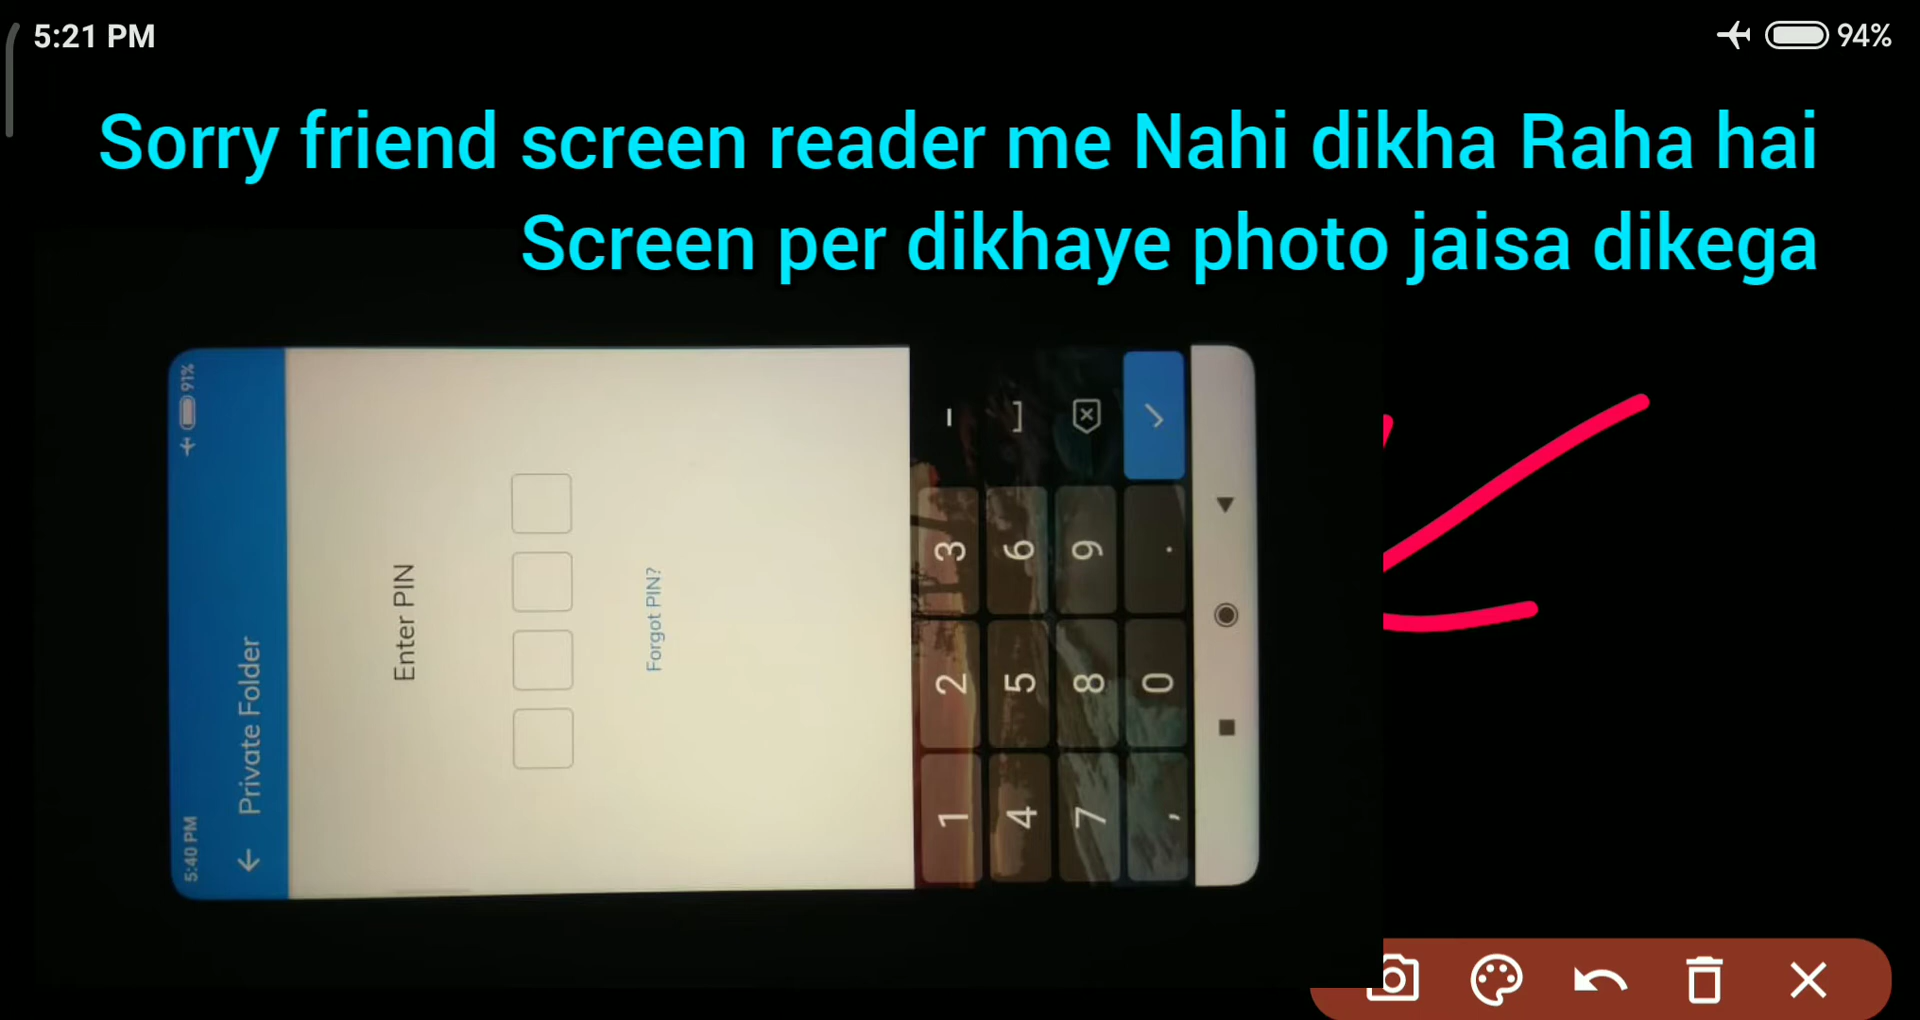 5:21 PM
94%
Sorry friend screen reader me Nahi dikha Raha hai
Screen per dikhaye photo jaisa dikega
5:40 PM
91%
Private Folder
Enter PIN
Forgot PIN?
1 2 3 -
4 5 6
7 8 9
, 0 .